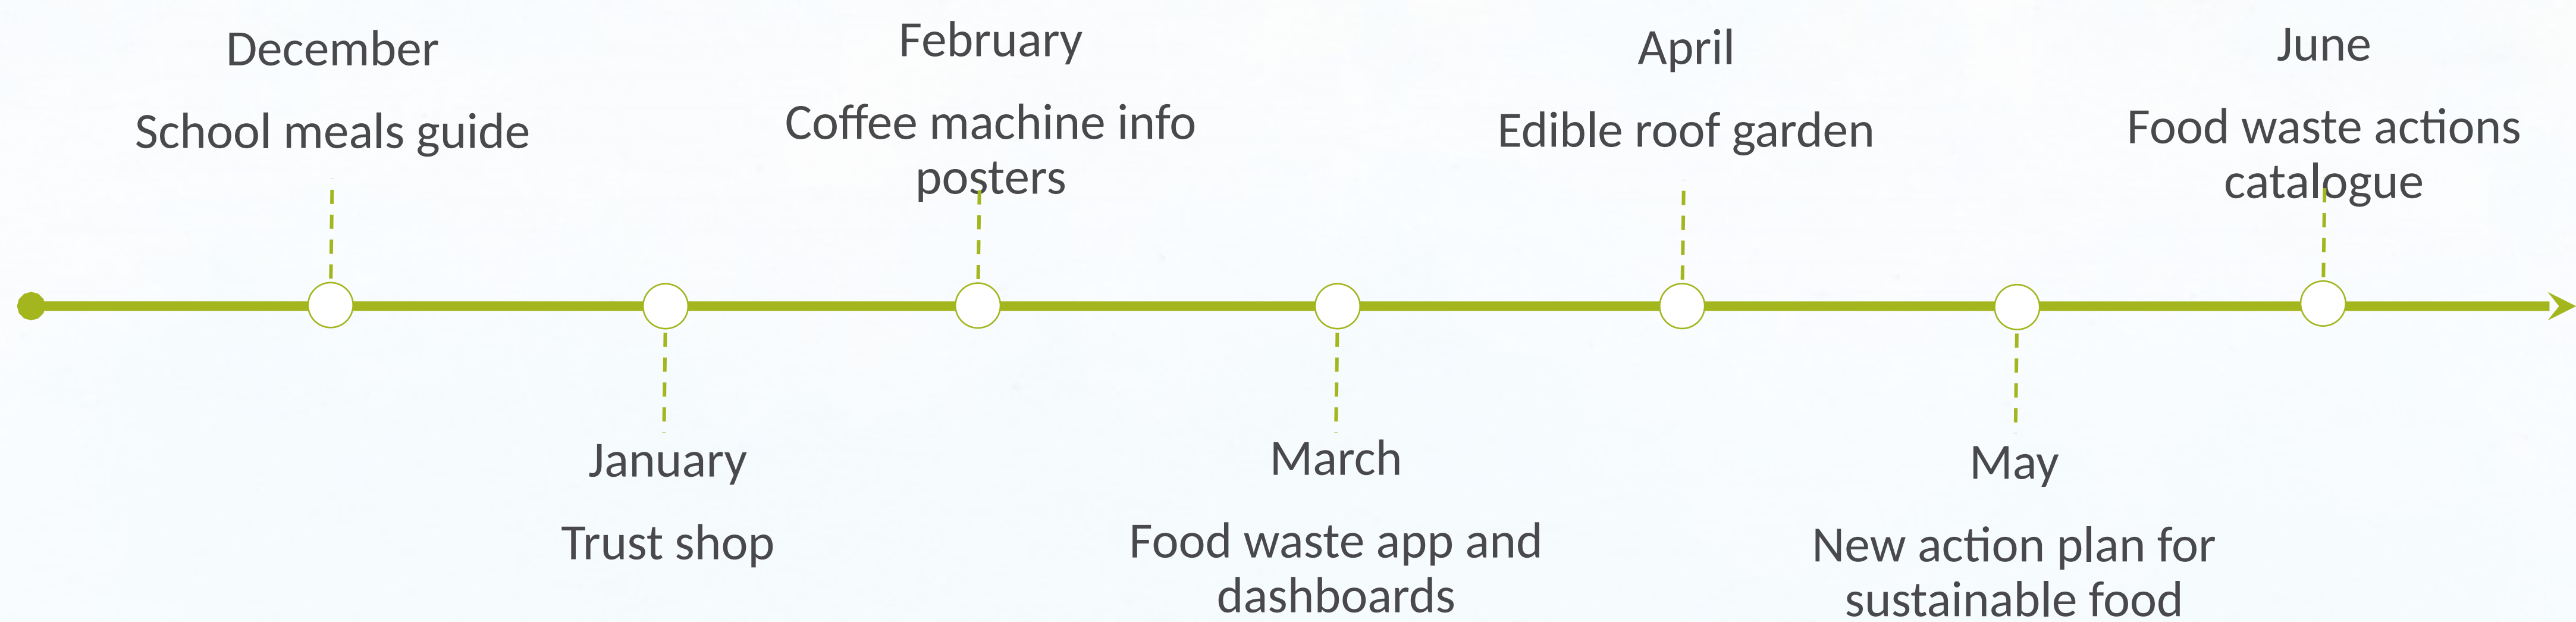 December
School meals guide
January
Trust shop
February
Coffee machine info
posters
March
Food waste app and
dashboards
April
Edible roof garden
May
New action plan for
sustainable food
June
Food waste actions
catalogue